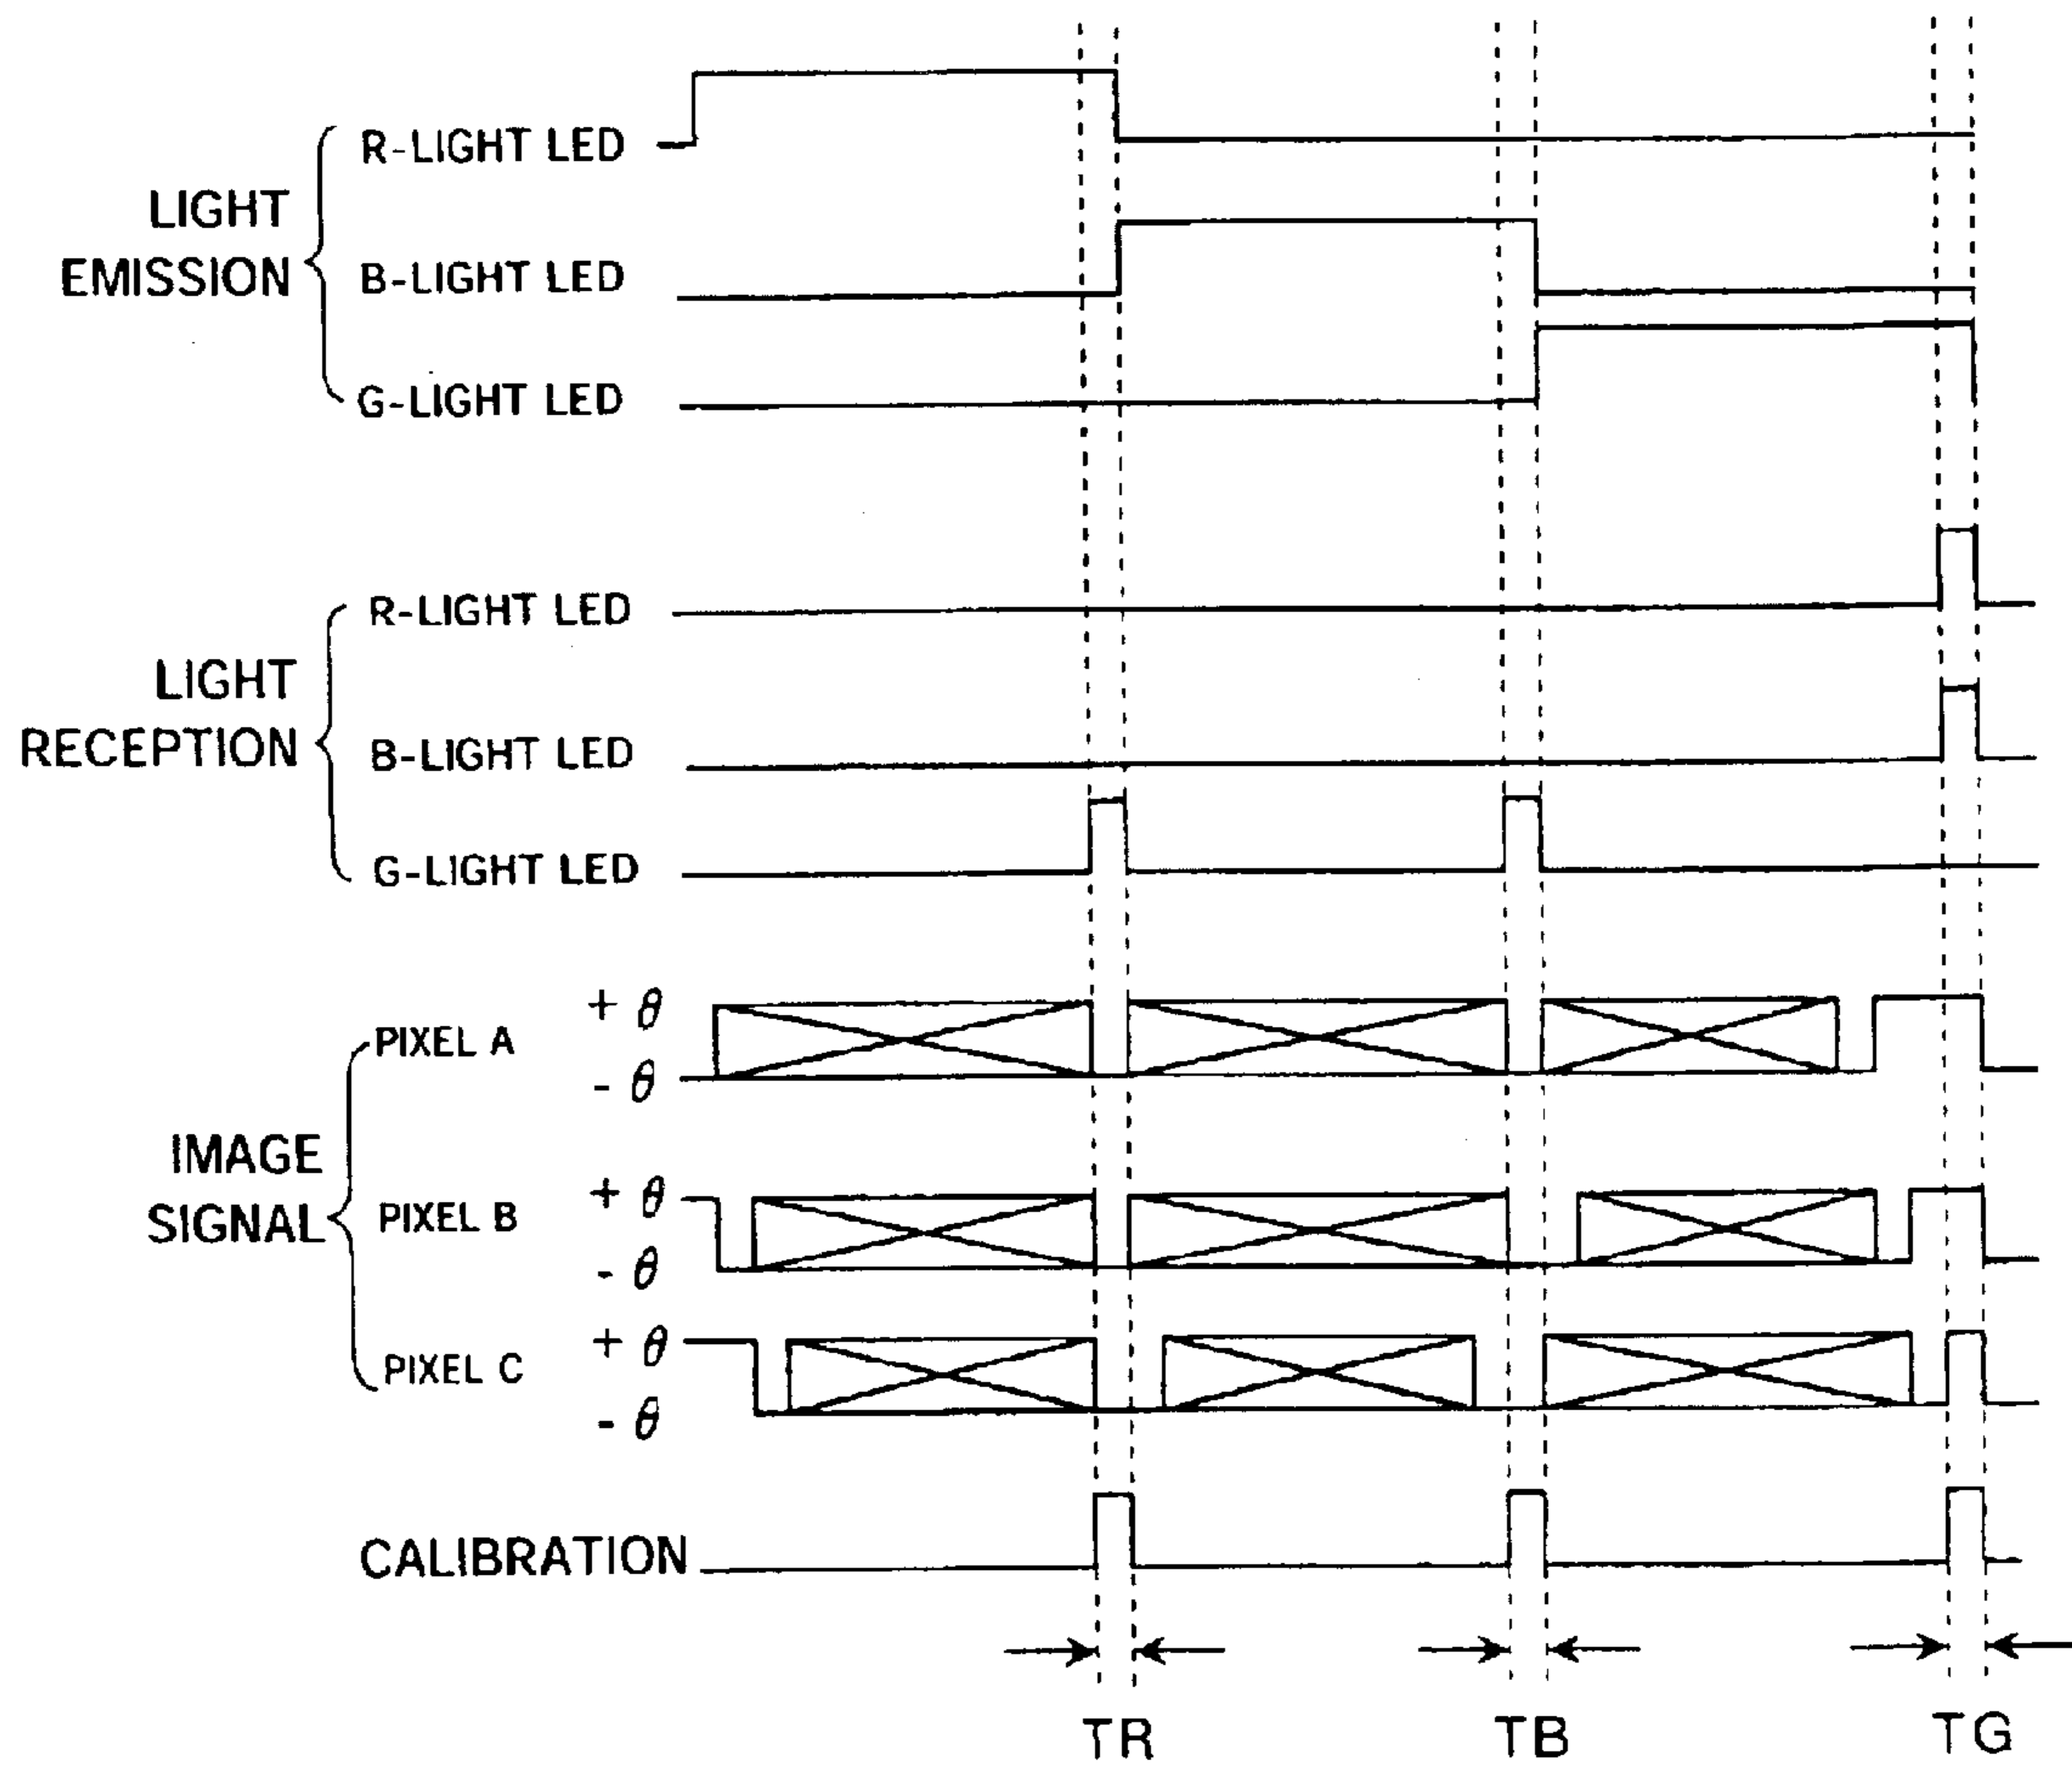 LIGHT
EMISSION
R-LIGHT LED
B-LIGHT LED
G-LIGHT LED
LIGHT
RECEPTION
R-LIGHT LED
B-LIGHT LED
G-LIGHT LED
IMAGE
SIGNAL
PIXEL A
+ θ
- θ
PIXEL B
+ θ
- θ
PIXEL C
+ θ
- θ
CALIBRATION
TR
TB
TG